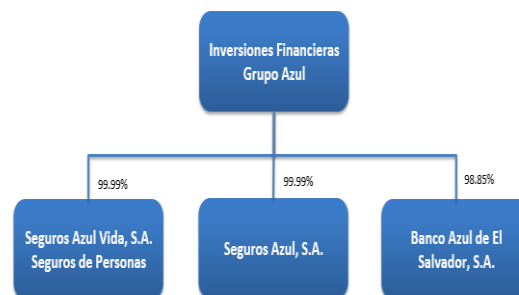 Inversiones Financieras
Grupo Azul
99.99%
99.99%
98.85%
Seguros Azul Vida, S.A.
Seguros de Personas
Seguros Azul, S.A.
Banco Azul de El
Salvador, S.A.